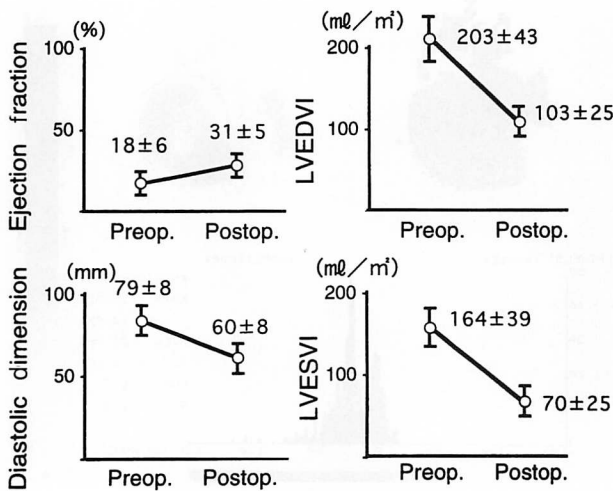 Ejection fraction
(%)
100
50
18±6
31±5
Preop. Postop.
LVEDVI
(mℓ/㎡)
200
100
203±43
103±25
Preop. Postop.
Diastolic dimension
(mm)
100
50
79±8
60±8
Preop. Postop.
LVESVI
(mℓ/㎡)
200
100
164±39
70±25
Preop. Postop.